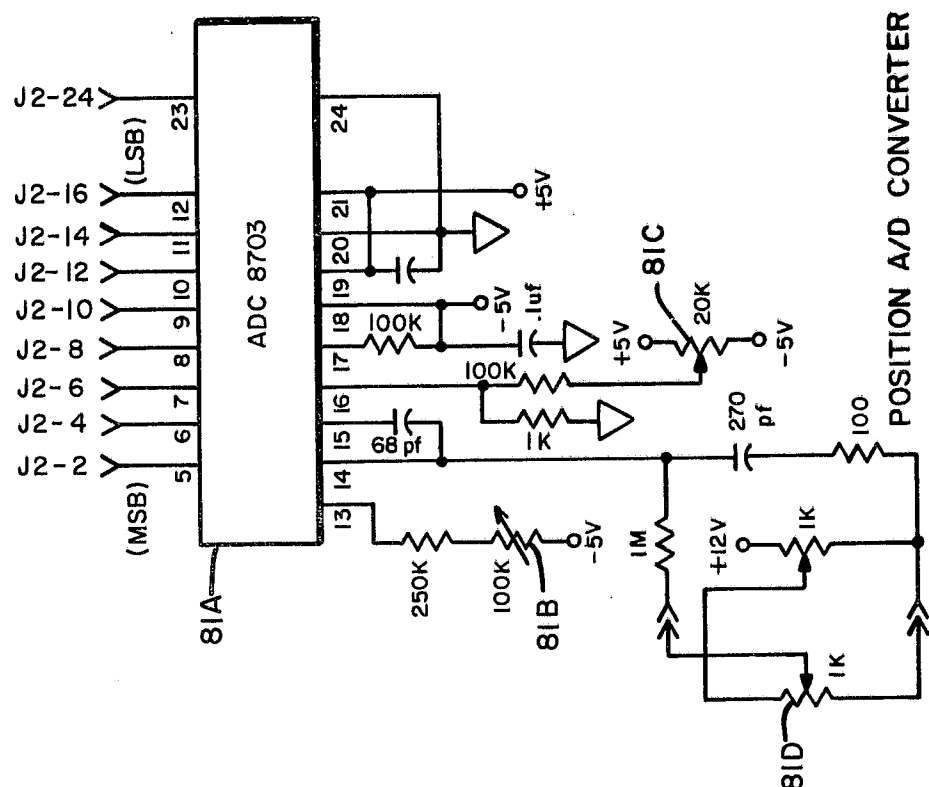 J2-24
J2-16
J2-14
J2-12
J2-10
J2-8
J2-6
J2-4
J2-2
(LSB)
(MSB)
23
12
11
10
9
8
7
6
5
ADC 8703
81A
24
21
20
19
18
17
16
15
14
13
+5V
-5V
100K
.1uf
81C
+5V
20K
-5V
100K
1K
68pf
270
pf
100
250K
100K
81B
-5V
1M
+12V
1K
1K
81D
POSITION A/D CONVERTER